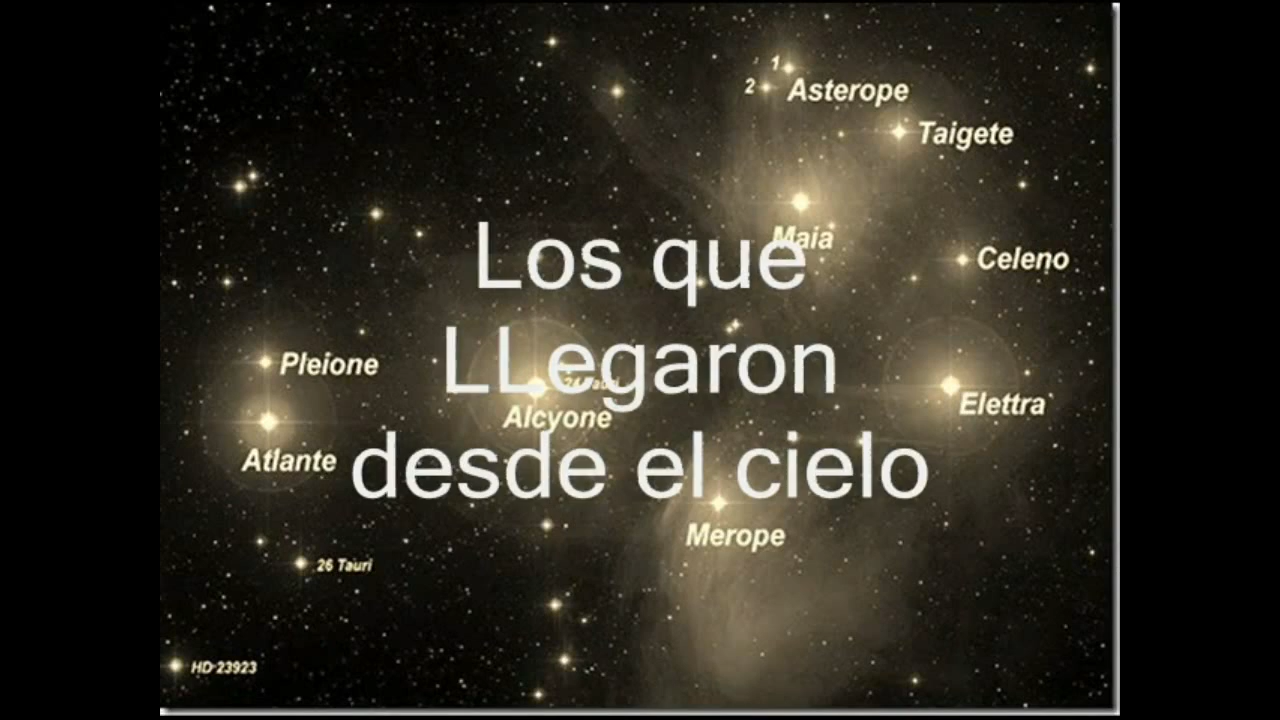 1
2
Asterope
Taigete
Maia
Los que
Celeno
LLegaron
Pleione
Alcyone
Elettra
Atlante
desde el cielo
Merope
26 Tauri
HD 23923